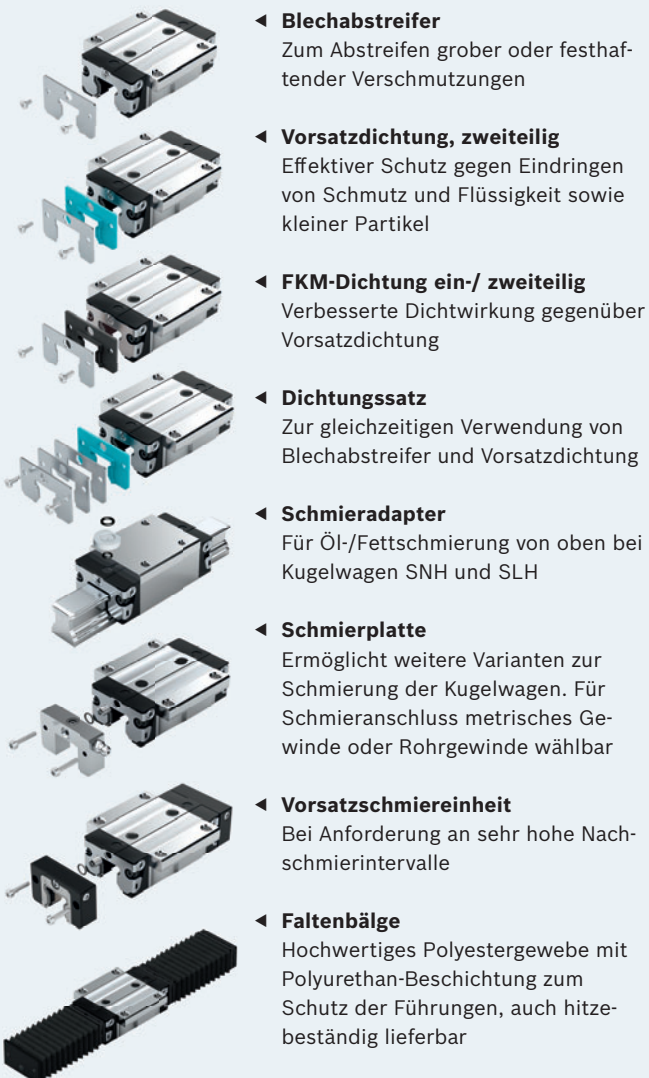 ◄ Blechabstreifer
Zum Abstreifen grober oder festhaf-
tender Verschmutzungen
◄ Vorsatzdichtung, zweiteilig
Effektiver Schutz gegen Eindringen
von Schmutz und Flüssigkeit sowie
kleiner Partikel
◄ FKM-Dichtung ein-/ zweiteilig
Verbesserte Dichtwirkung gegenüber
Vorsatzdichtung
◄ Dichtungssatz
Zur gleichzeitigen Verwendung von
Blechabstreifer und Vorsatzdichtung
◄ Schmieradapter
Für Öl-/Fettschmierung von oben bei
Kugelwagen SNH und SLH
◄ Schmierplatte
Ermöglicht weitere Varianten zur
Schmierung der Kugelwagen. Für
Schmieranschluss metrisches Ge-
winde oder Rohrgewinde wählbar
◄ Vorsatzschmiereinheit
Bei Anforderung an sehr hohe Nach-
schmierintervalle
◄ Faltenbälge
Hochwertiges Polyestergewebe mit
Polyurethan-Beschichtung zum
Schutz der Führungen, auch hitze-
beständig lieferbar